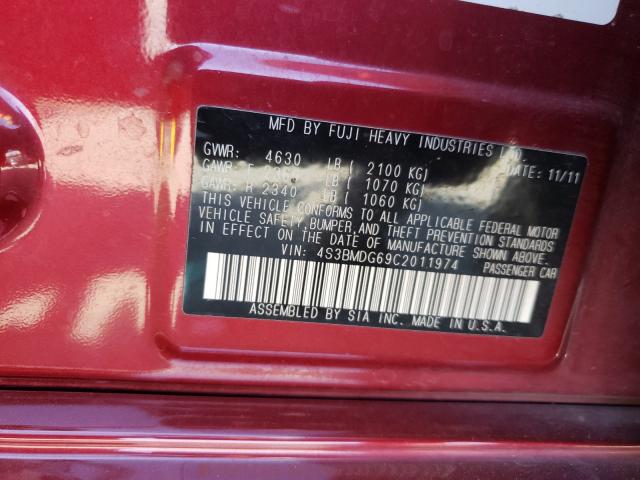 MFD BY FUJI HEAVY INDUSTRIES LTD.
GVWR: 4630 LB ( 2100 KG) DATE: 11/11
GAWR: F LB ( 1070 KG)
GAWR: R 2340 LB ( 1060 KG)
THIS VEHICLE CONFORMS TO ALL APPLICABLE FEDERAL MOTOR
VEHICLE SAFETY,BUMPER,AND THEFT PREVENTION STANDARDS
IN EFFECT ON THE DATE OF MANUFACTURE SHOWN ABOVE.
VIN: 4S3BMDG69C2011974 PASSENGER CAR
ASSEMBLED BY SIA INC. MADE IN U.S.A.